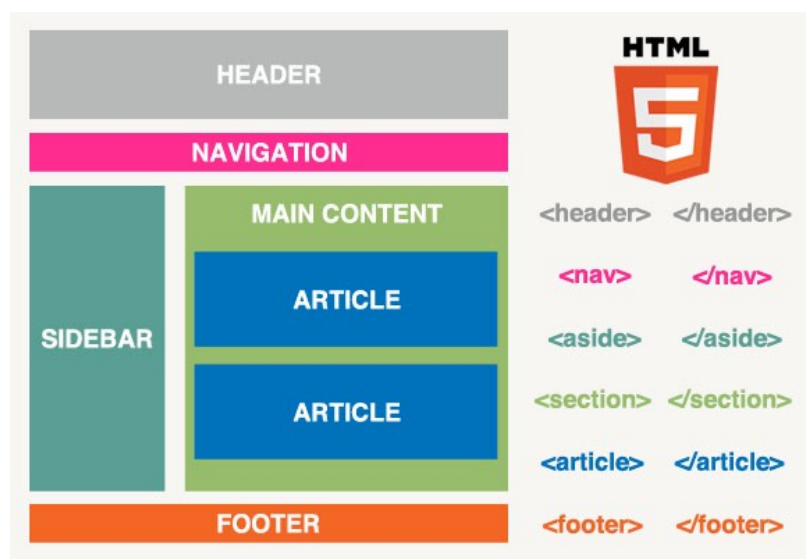 HEADER
NAVIGATION
SIDEBAR
MAIN CONTENT
ARTICLE
ARTICLE
FOOTER
HTML
5
<header> </header>
<nav> </nav>
<aside> </aside>
<section> </section>
<article> </article>
<footer> </footer>